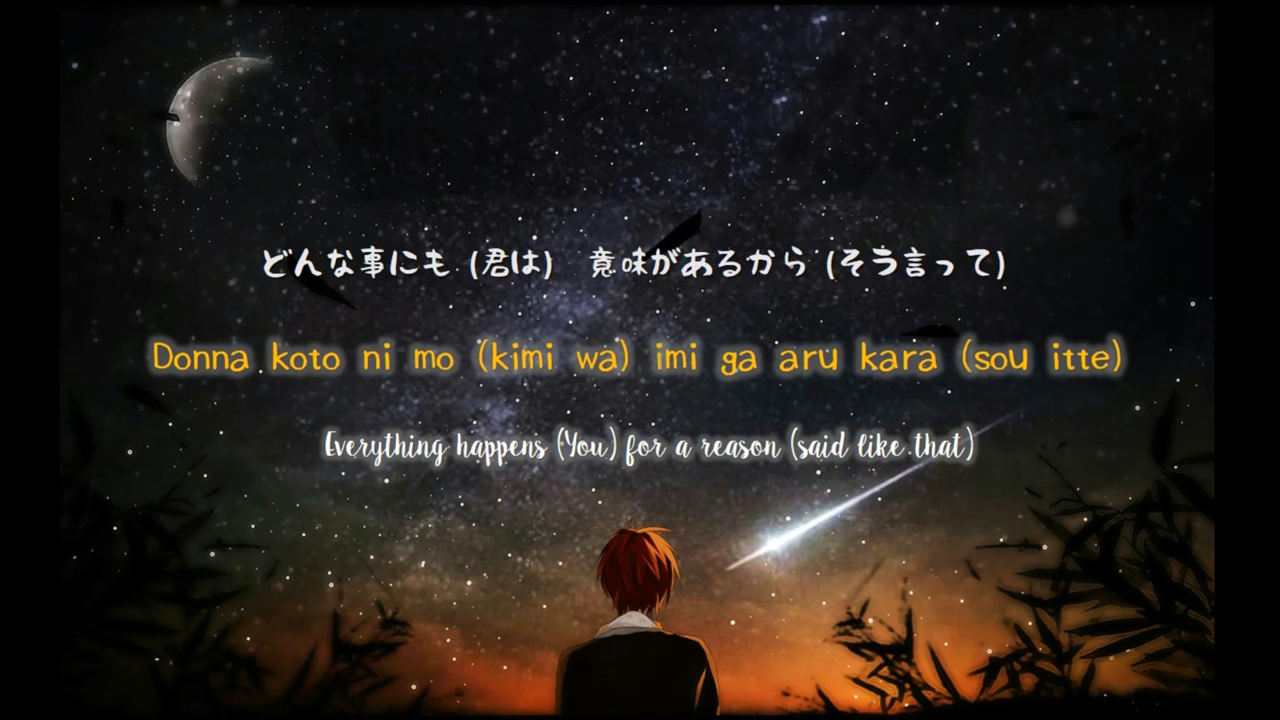 どんな事にも (君は)　意味があるから (そう言って)
Donna koto ni mo (kimi wa) imi ga aru kara (sou itte)
Everything happens (You) for a reason (said like that)